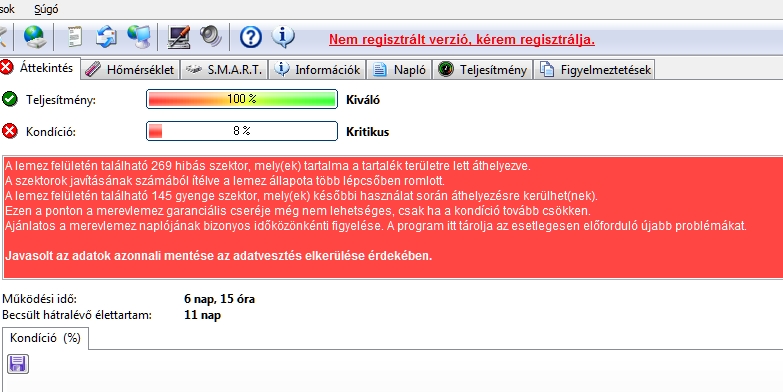 sok Súgó
Nem regisztrált verzió, kérem regisztrálja.
Áttekintés Hőmérséklet S.M.A.R.T. Információk Napló Teljesítmény Figyelmeztetések
Teljesítmény: 100 % Kiváló
Kondíció: 8 % Kritikus
A lemez felületén található 269 hibás szektor, mely(ek) tartalma a tartalék területre lett áthelyezve.
A szektorok javításának számából ítélve a lemez állapota több lépcsőben romlott.
A lemez felületén található 145 gyenge szektor, mely(ek) későbbi használat során áthelyezésre kerülhet(nek).
Ezen a ponton a merevlemez garanciális cseréje még nem lehetséges, csak ha a kondíció tovább csökken.
Ajánlatos a merevlemez naplójának bizonyos időközönkénti figyelése. A program itt tárolja az esetlegesen előforduló újabb problémákat.
Javasolt az adatok azonnali mentése az adatvesztés elkerülése érdekében.
Működési idő: 6 nap, 15 óra
Becsült hátralévő élettartam: 11 nap
Kondíció (%)